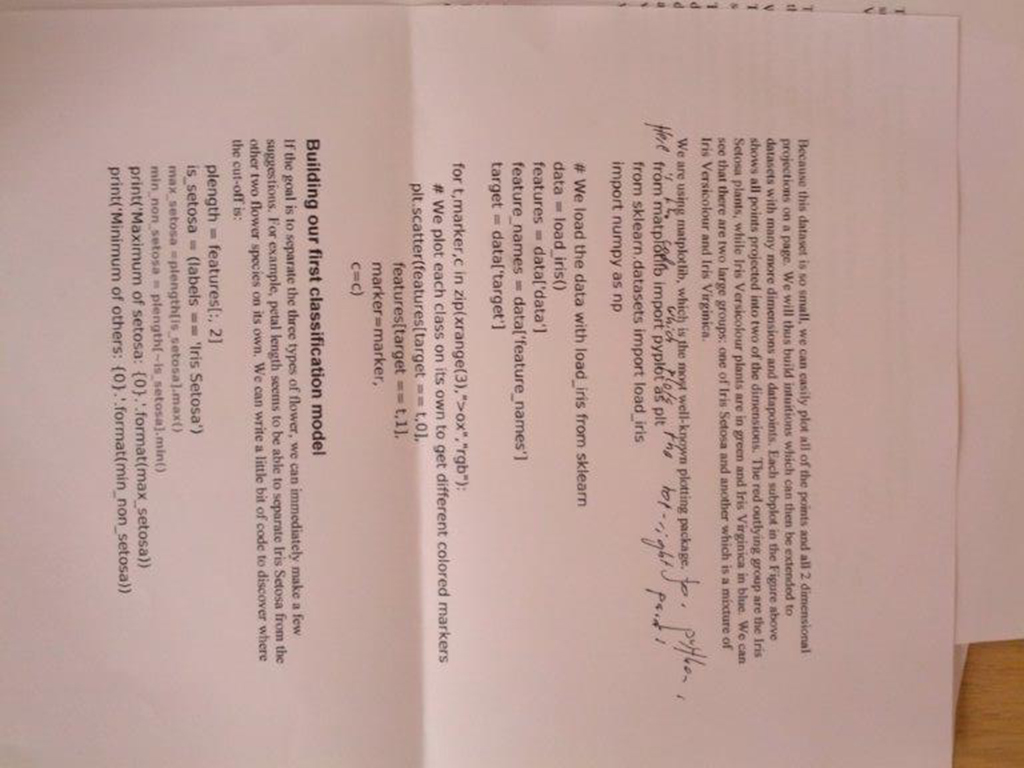 Because this dataset is so small, we can easily plot all of the points and all 2 dimensional
projections on a page. We will thus build intuitions which can then be extended to
datasets with many more dimensions and datapoints. Each subplot in the Figure above
shows all points projected into two of the dimensions. The red outlying group are the Iris
Setosa plants, while Iris Versicolour plants are in green and Iris Virginica in blue. We can
see that there are two large groups: one of Iris Setosa and another which is a mixture of
Iris Versicolour and Iris Virginica.
We are using matplotlib, which is the most well-known plotting package, for python.
Here is the code which plots the bot-right panel
from matplotlib import pyplot as plt
from sklearn.datasets import load_iris
import numpy as np
# We load the data with load_iris from sklearn
data = load_iris()
features = data['data']
feature_names = data['feature_names']
target = data['target']
for t,marker,c in zip(xrange(3),">ox","rgb"):
# We plot each class on its own to get different colored markers
plt.scatter(features[target == t,0],
features[target == t,1],
marker=marker,
c=c)
Building our first classification model
If the goal is to separate the three types of flower, we can immediately make a few
suggestions. For example, petal length seems to be able to separate Iris Setosa from the
other two flower species on its own. We can write a little bit of code to discover where
the cut-off is:
plength = features[:, 2]
is_setosa = (labels == 'Iris Setosa')
max_setosa =plength[is_setosa].max()
min_non_setosa = plength[~is_setosa].min()
print('Maximum of setosa: {0}.'.format(max_setosa))
print('Minimum of others: {0}.'.format(min_non_setosa))